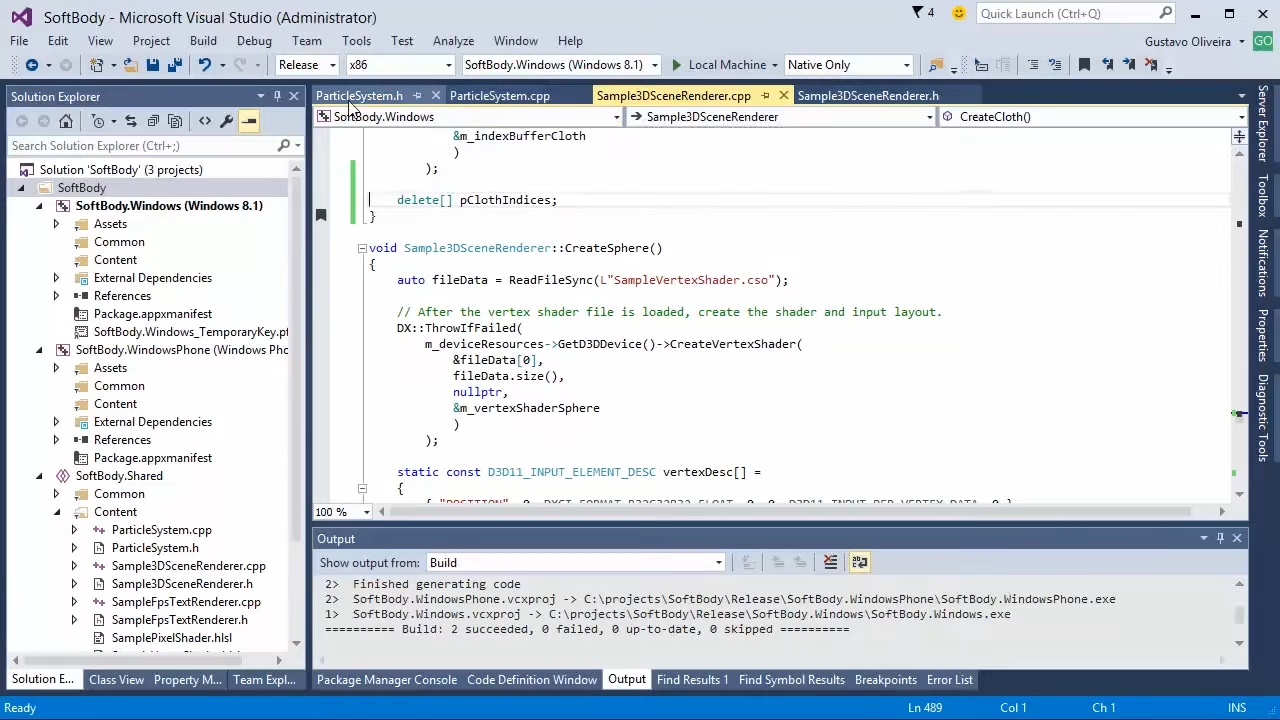 SoftBody - Microsoft Visual Studio (Administrator)
4
Quick Launch (Ctrl+Q)
File Edit View Project Build Debug Team Tools Test Analyze Window Help
Gustavo Oliveira
GO
Release x86 SoftBody.Windows (Windows 8.1) Local Machine Native Only
Solution Explorer
Search Solution Explorer (Ctrl+;)
Solution 'SoftBody' (3 projects)
SoftBody
SoftBody.Windows (Windows 8.1)
Assets
Common
Content
External Dependencies
References
Package.appxmanifest
SoftBody.Windows_TemporaryKey.pf
SoftBody.WindowsPhone (Windows Pho
Assets
Common
Content
External Dependencies
References
Package.appxmanifest
SoftBody.Shared
Common
Content
ParticleSystem.cpp
ParticleSystem.h
Sample3DSceneRenderer.cpp
Sample3DSceneRenderer.h
SampleFpsTextRenderer.cpp
SampleFpsTextRenderer.h
SamplePixelShader.hlsl
Solution E... Class View Property M... Team Expl...
ParticleSystem.h ParticleSystem.cpp Sample3DSceneRenderer.cpp Sample3DSceneRenderer.h
SoftBody.Windows Sample3DSceneRenderer CreateCloth()
&m_indexBufferCloth
)
);
delete[] pClothIndices;
}
void Sample3DSceneRenderer::CreateSphere()
{
auto fileData = ReadFileSync(L"SampleVertexShader.cso");
// After the vertex shader file is loaded, create the shader and input layout.
DX::ThrowIfFailed(
m_deviceResources->GetD3DDevice()->CreateVertexShader(
&fileData[0],
fileData.size(),
nullptr,
&m_vertexShaderSphere
)
);
static const D3D11_INPUT_ELEMENT_DESC vertexDesc[] =
{
{ "POSITION", 0, DXGI_FORMAT_R32G32B32_FLOAT, 0, 0, D3D11_INPUT_PER_VERTEX_DATA, 0 },
100 %
Output
Show output from: Build
2> Finished generating code
2> SoftBody.WindowsPhone.vcxproj -> C:\projects\SoftBody\Release\SoftBody.WindowsPhone\SoftBody.WindowsPhone.exe
1> SoftBody.Windows.vcxproj -> C:\projects\SoftBody\Release\SoftBody.Windows\SoftBody.Windows.exe
========== Build: 2 succeeded, 0 failed, 0 up-to-date, 0 skipped ==========
Package Manager Console Code Definition Window Output Find Results 1 Find Symbol Results Breakpoints Error List
Server Explorer
Toolbox
Notifications
Properties
Diagnostic Tools
Ready Ln 489 Col 1 Ch 1 INS